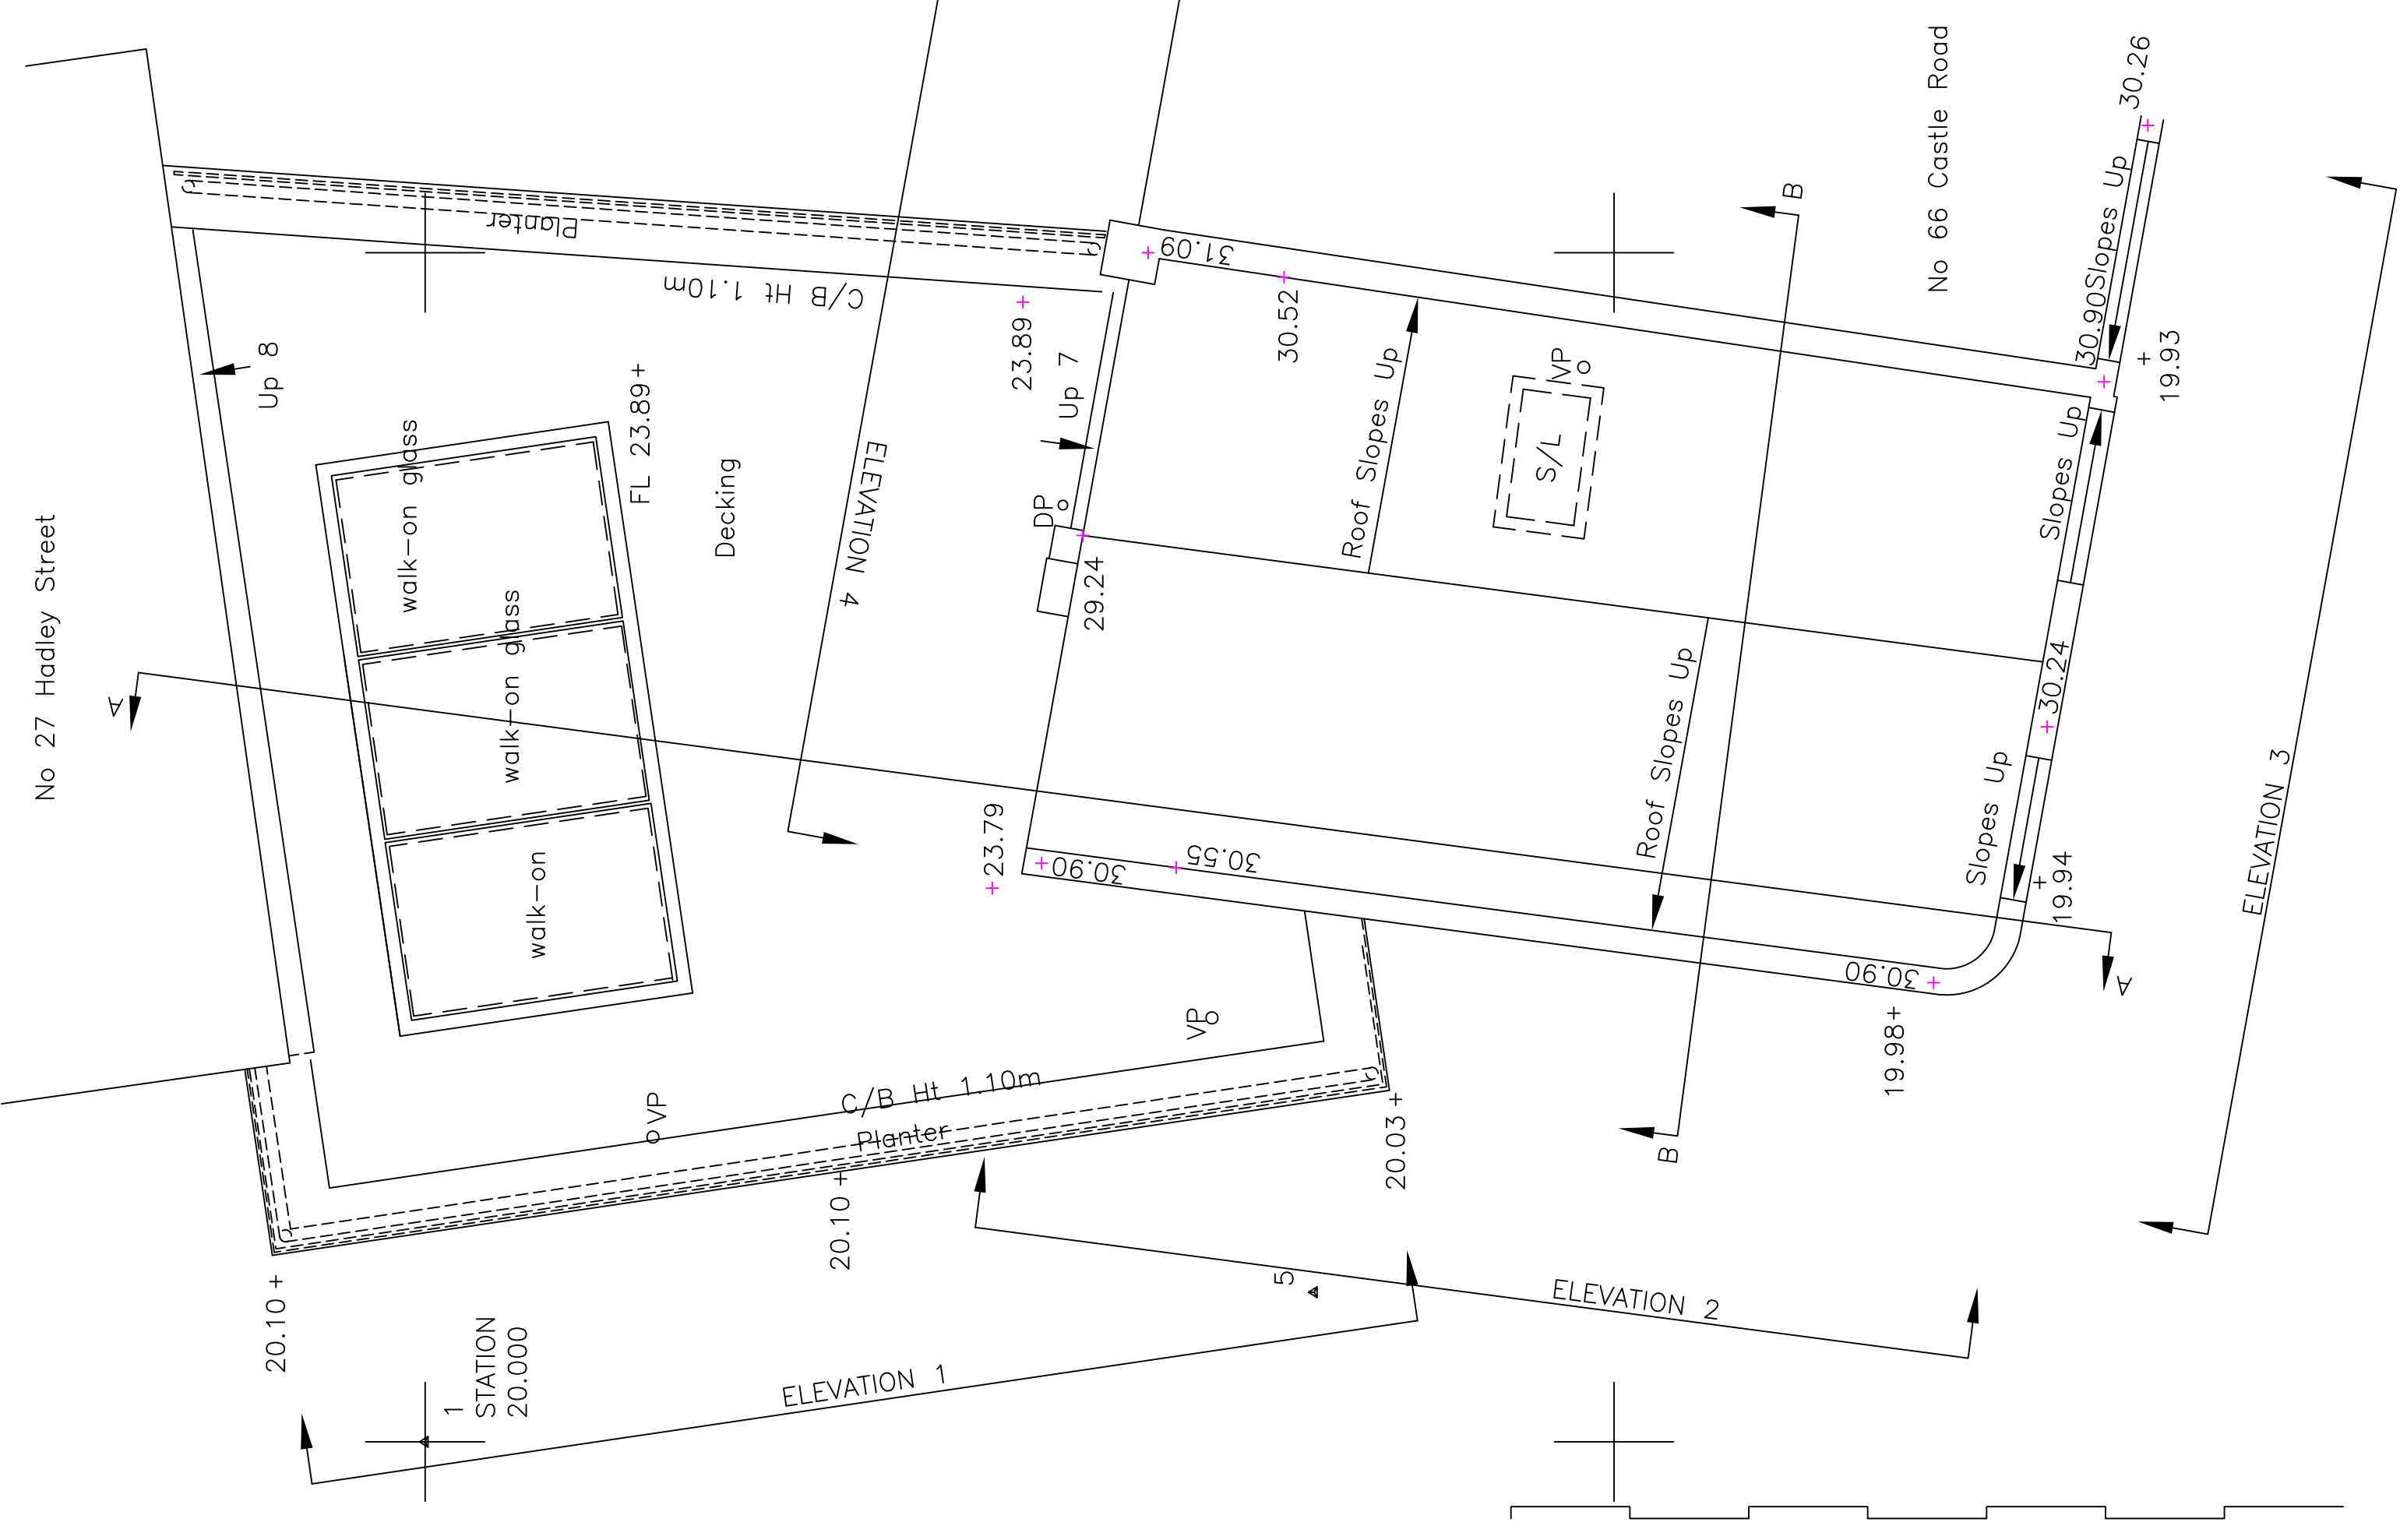 No 27 Hadley Street
No 66 Castle Road
30.26
Slopes Up
30.90
19.93
Slopes Up
B
31.09
30.52
Roof Slopes Up
VP
S/L
Planter
C/B Ht 1.10m
23.89
Up 7
Up 8
FL 23.89
walk-on glass
walk-on glass
walk-on
Decking
ELEVATION 4
DP
29.24
A
30.24
Roof Slopes Up
Slopes Up
19.94
ELEVATION 3
23.79
30.90
30.55
30.90
A
19.98
VP
VP
C/B Ht 1.10m
Planter
20.03
B
20.10
20.10
5
ELEVATION 2
1
STATION
20.000
ELEVATION 1